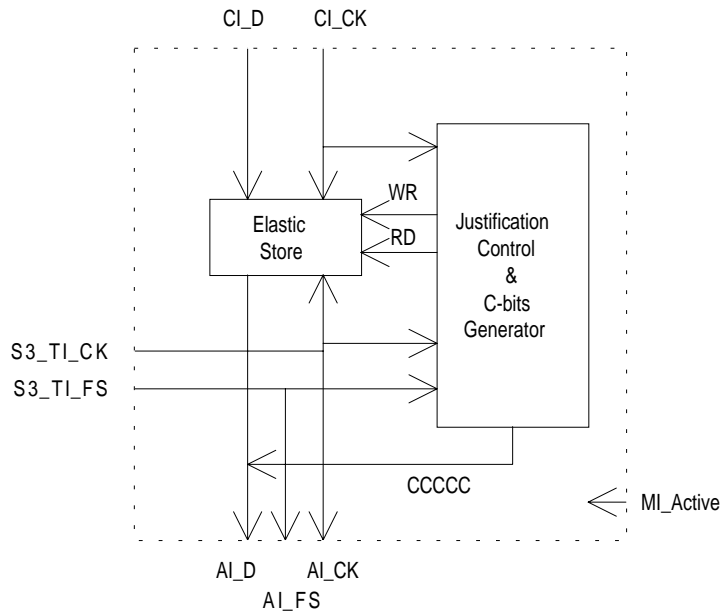 CI_D
CI_CK
WR
Elastic
Store
RD
Justification
Control
&
C-bits
Generator
S3_TI_CK
S3_TI_FS
CCCCC
MI_Active
AI_D
AI_CK
AI_FS